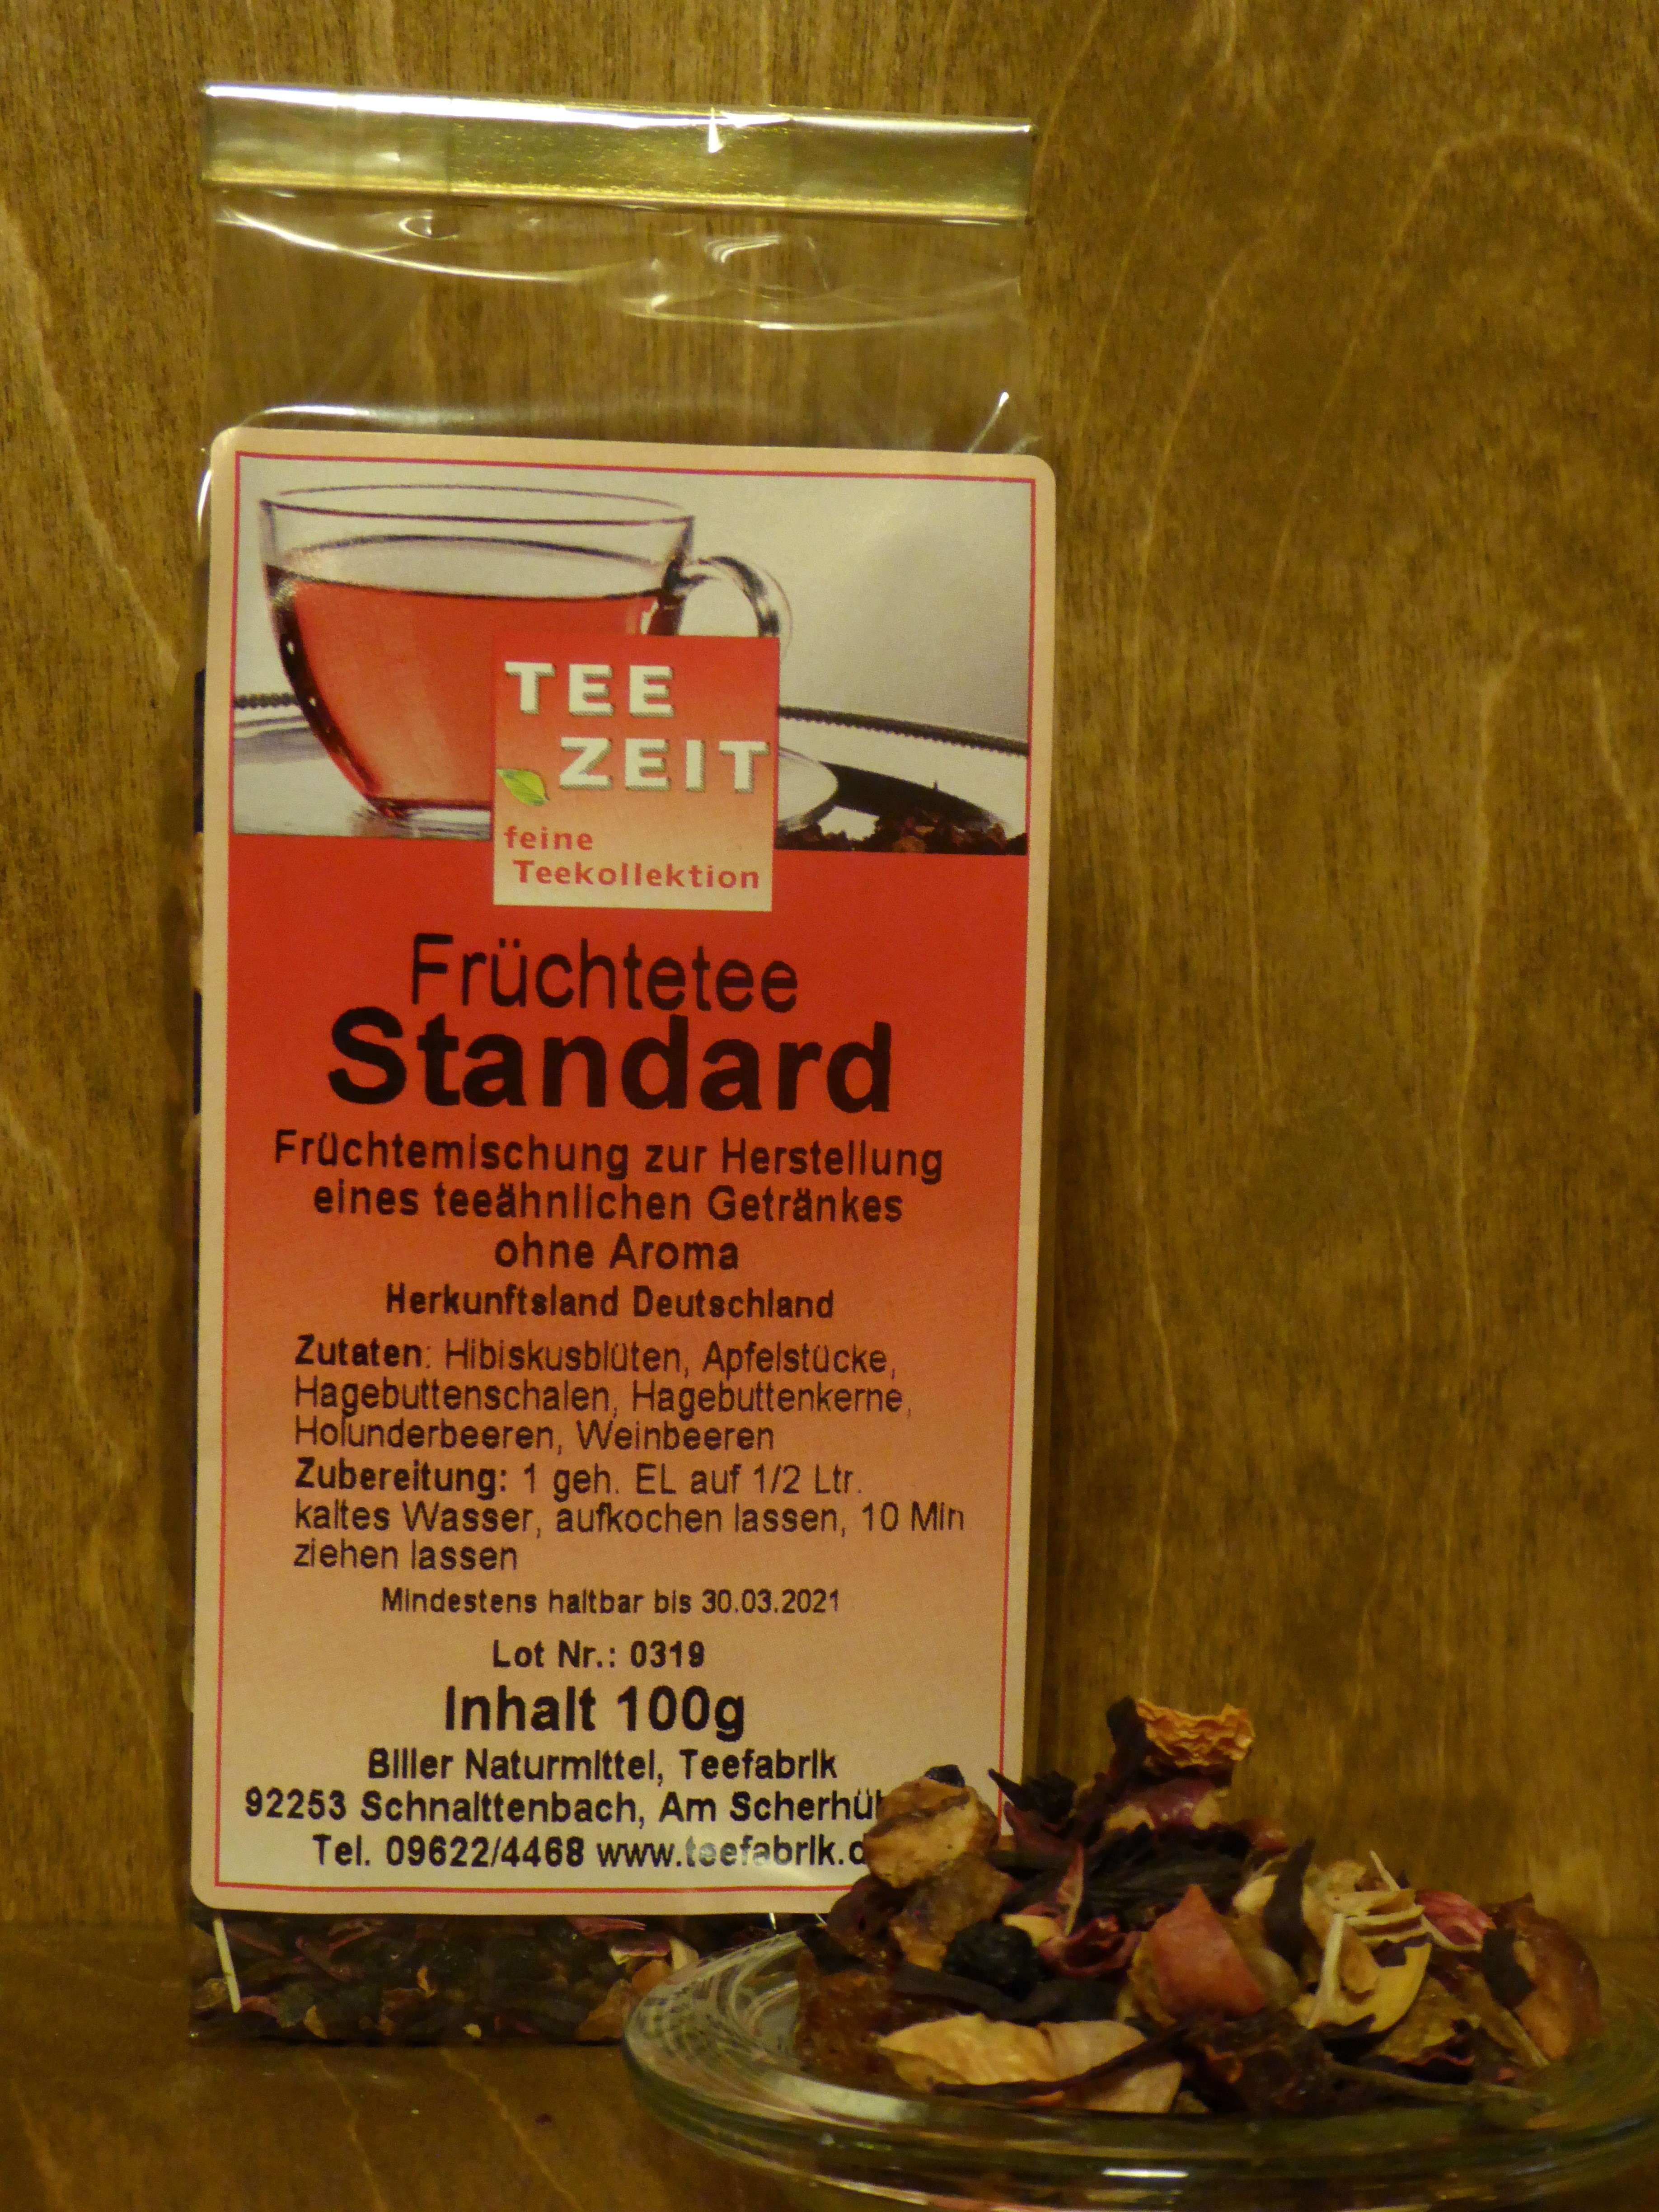 TEE
ZEIT
feine
Teekollektion
Früchtetee
Standard
Früchtemischung zur Herstellung
eines teeähnlichen Getränkes
ohne Aroma
Herkunftsland Deutschland
Zutaten: Hibiskusblüten, Apfelstücke,
Hagebuttenschalen, Hagebuttenkerne,
Holunderbeeren, Weinbeeren
Zubereitung: 1 geh. EL auf 1/2 Ltr.
kaltes Wasser, aufkochen lassen, 10 Min
ziehen lassen
Mindestens haltbar bis 30.03.2021
Lot Nr.: 0319
Inhalt 100g
Biller Naturmittel, Teefabrik
92253 Schnaittenbach, Am
Tel. 09622/4468